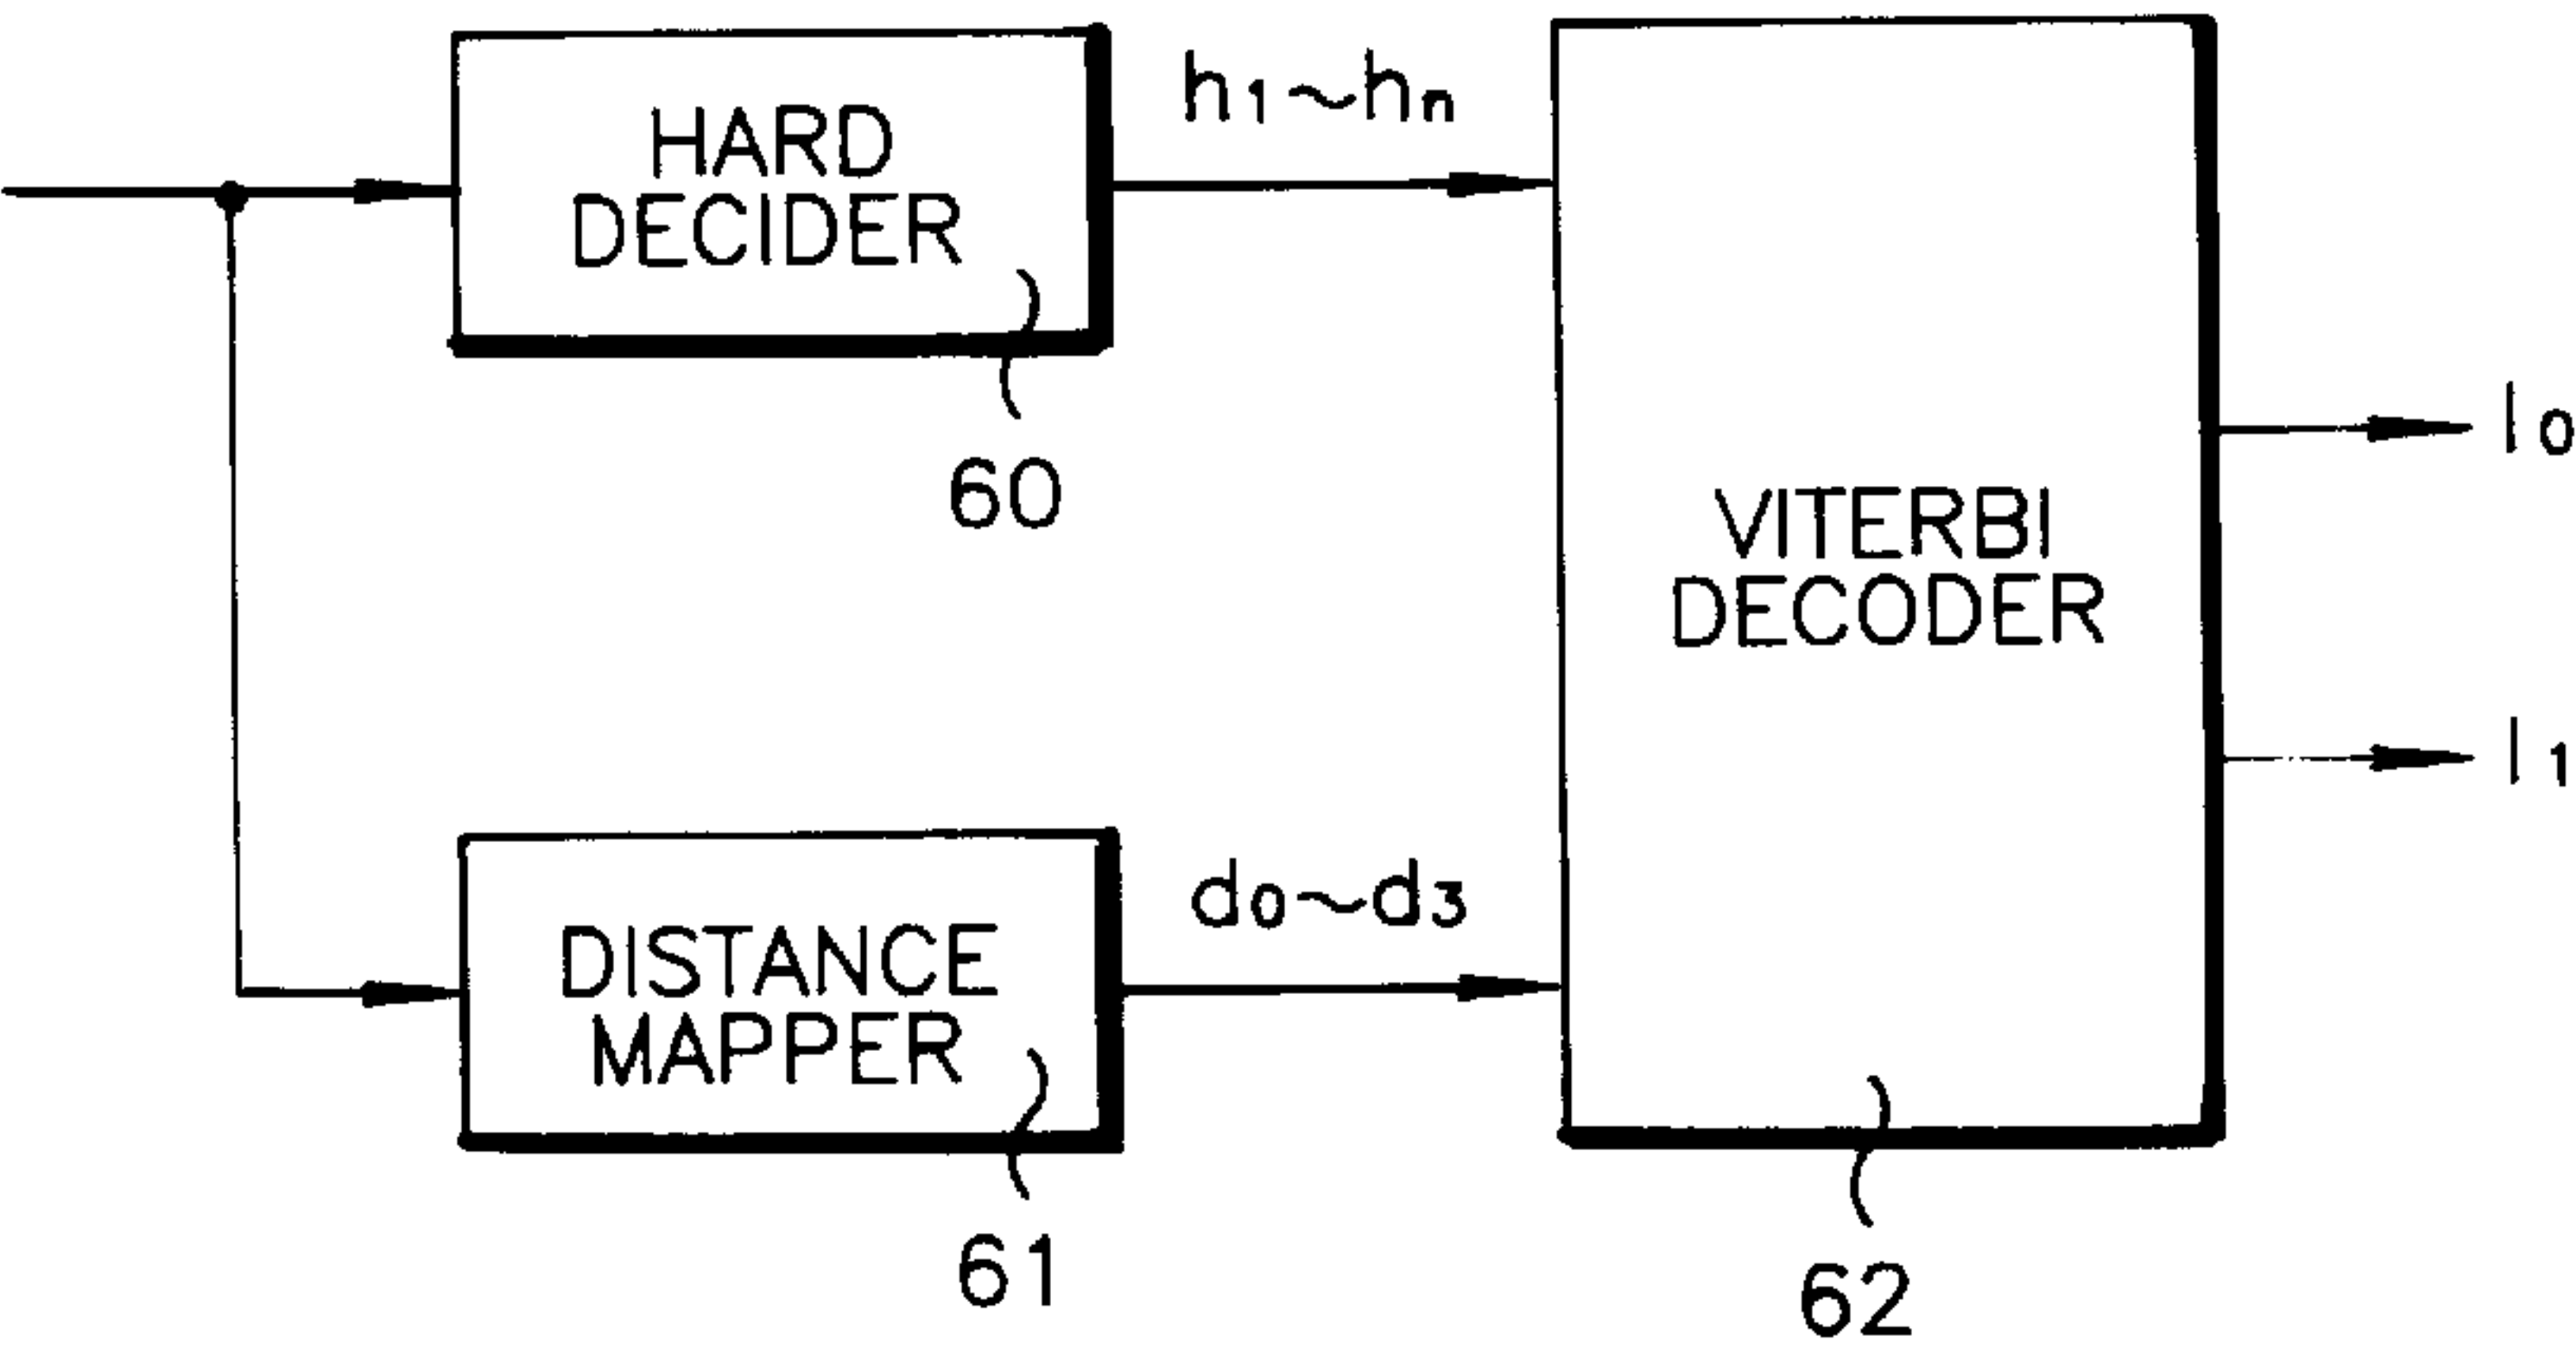 HARD
DECIDER
60
h1~hn
VITERBI
DECODER
62
I0
I1
DISTANCE
MAPPER
61
d0~d3